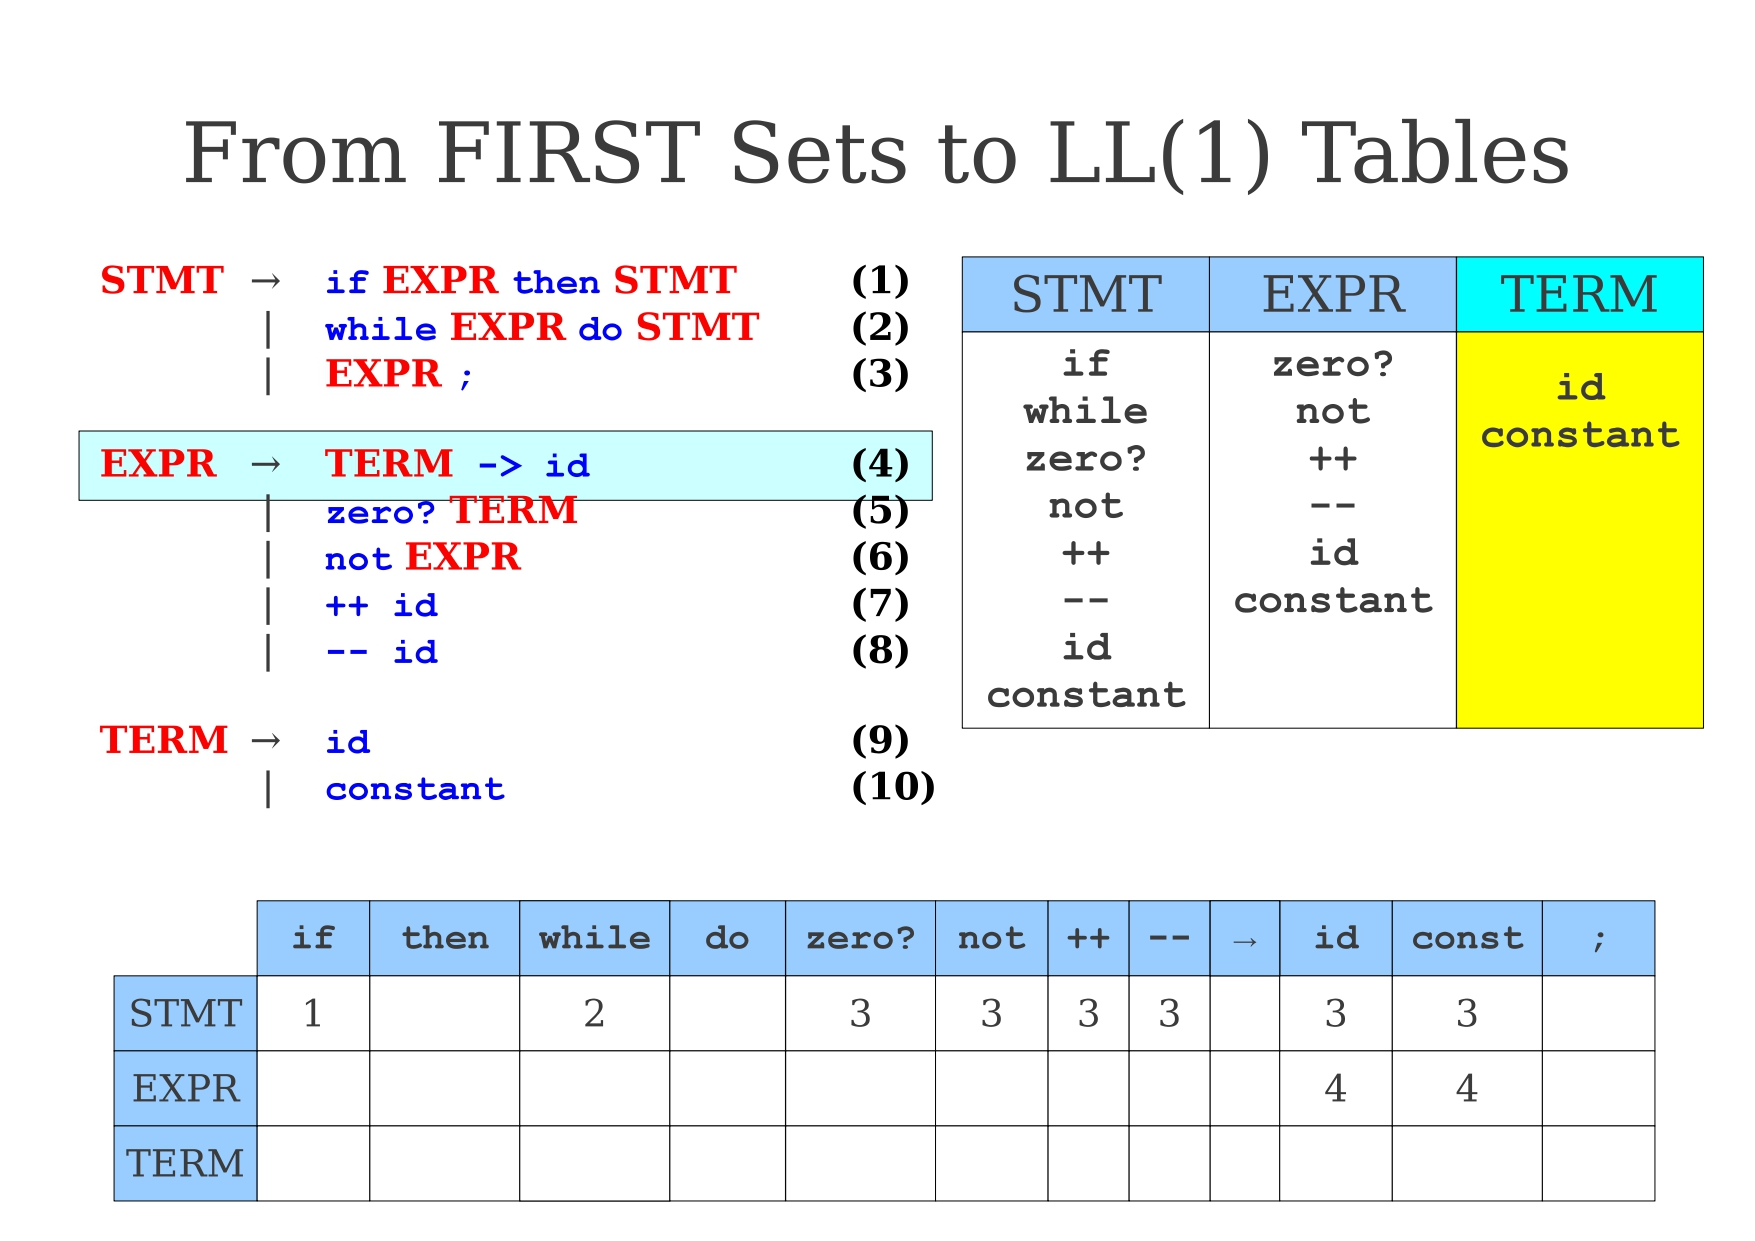 From FIRST Sets to LL(1) Tables
STMT → if EXPR then STMT (1)
| while EXPR do STMT (2)
| EXPR ; (3)
EXPR → TERM -> id (4)
| zero? TERM (5)
| not EXPR (6)
| ++ id (7)
| -- id (8)
TERM → id (9)
| constant (10)
STMT EXPR TERM
if zero? id
while not constant
zero? ++
not --
++ id
-- constant
id
constant
if then while do zero? not ++ -- → id const ;
STMT 1 2 3 3 3 3 3 3
EXPR 4 4
TERM